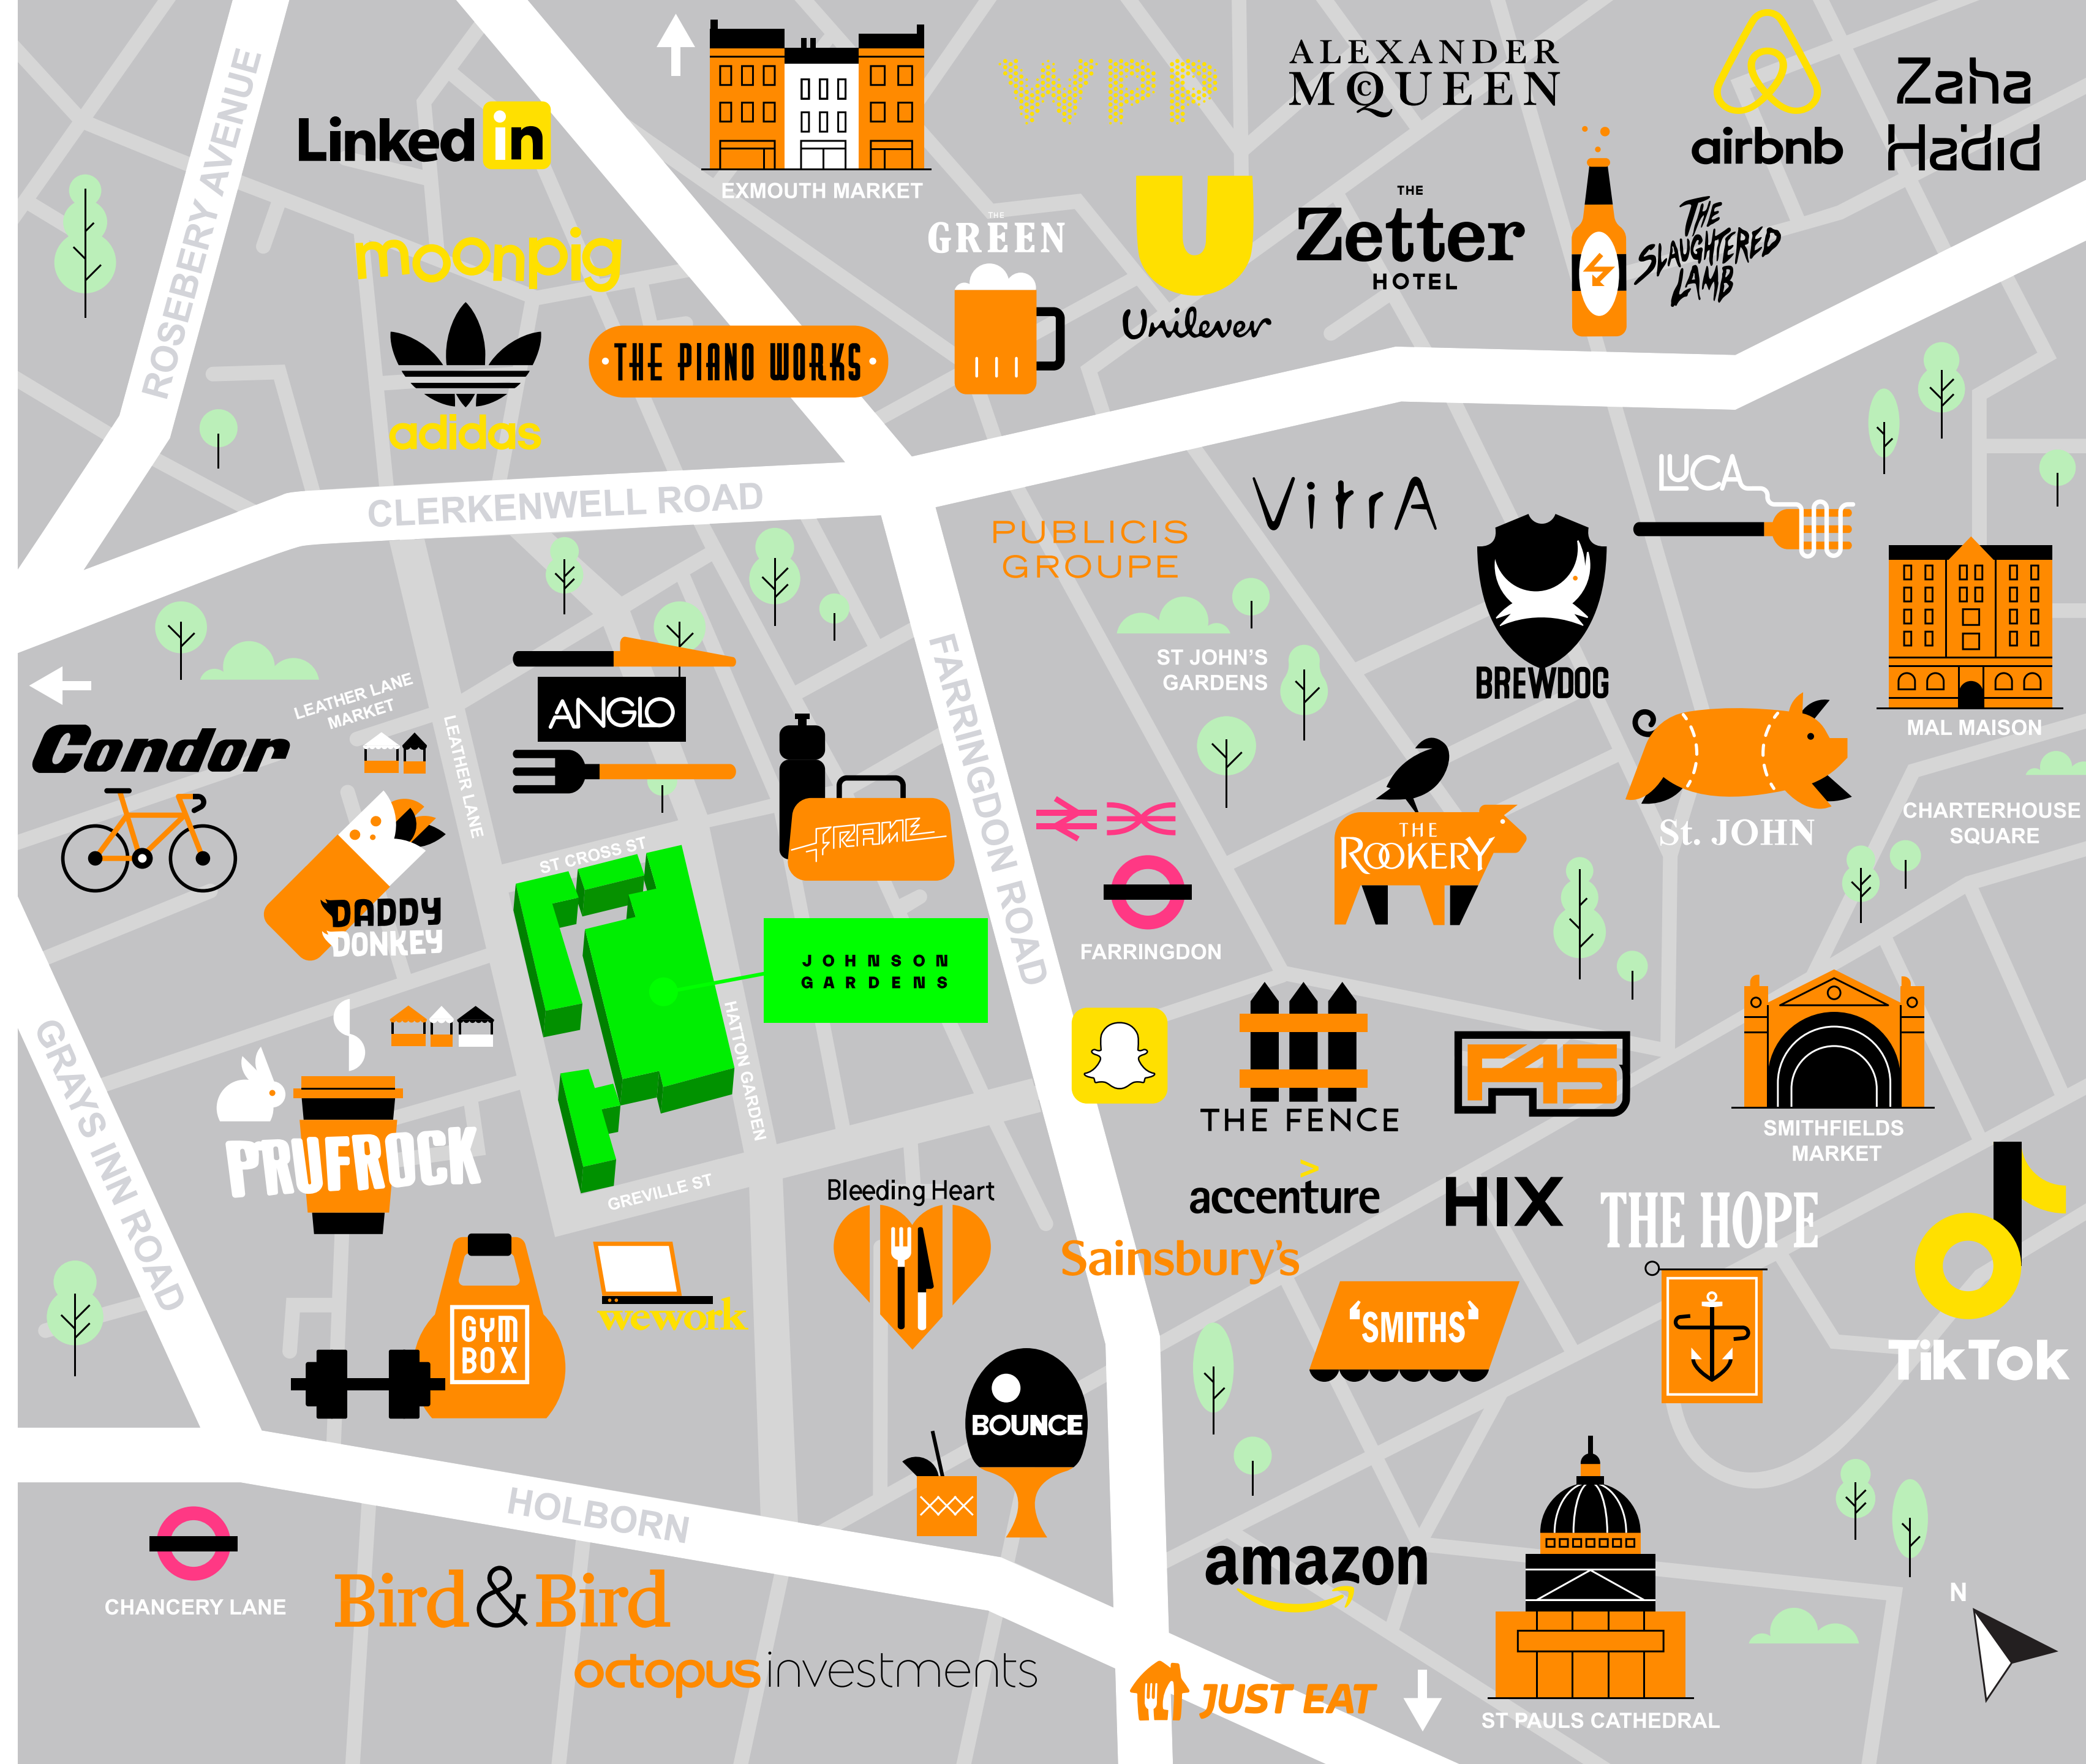 ROSEBERY AVENUE
Linked in
moonpig
adidas
THE PIANO WORKS
EXMOUTH MARKET
WPP
THE
GREEN
Unilever
ALEXANDER
McQUEEN
THE
Zetter
HOTEL
THE
SLAUGHTERED
LAMB
airbnb
Zaha
Hadid
CLERKENWELL ROAD
PUBLICIS
GROUPE
VitrA
LUCA
BREWDOG
MAL MAISON
ST JOHN'S
GARDENS
FARRINGDON ROAD
LEATHER LANE
MARKET
LEATHER LANE
ANGLO
Condor
DADDY
DONKEY
ST CROSS ST
FRAME
JOHNSON
GARDENS
HATTON GARDEN
FARRINGDON
THE
ROOKERY
St. JOHN
CHARTERHOUSE
SQUARE
THE FENCE
F45
SMITHFIELDS
MARKET
GRAYS INN ROAD
PRUFROCK
GREVILLE ST
Bleeding Heart
accenture
HIX
THE HOPE
Sainsbury's
'SMITHS'
TikTok
GYM
BOX
wework
BOUNCE
HOLBORN
CHANCERY LANE
Bird & Bird
octopus investments
amazon
JUST EAT
ST PAULS CATHEDRAL
N